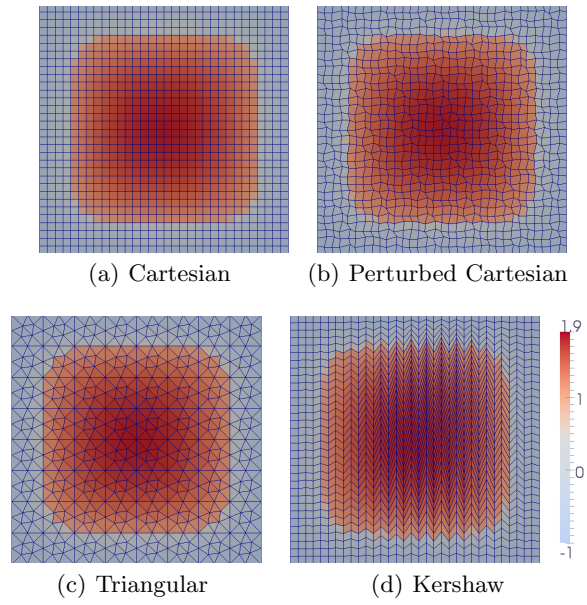 (a) Cartesian
(b) Perturbed Cartesian
1.9
1
0
-1
(c) Triangular
(d) Kershaw